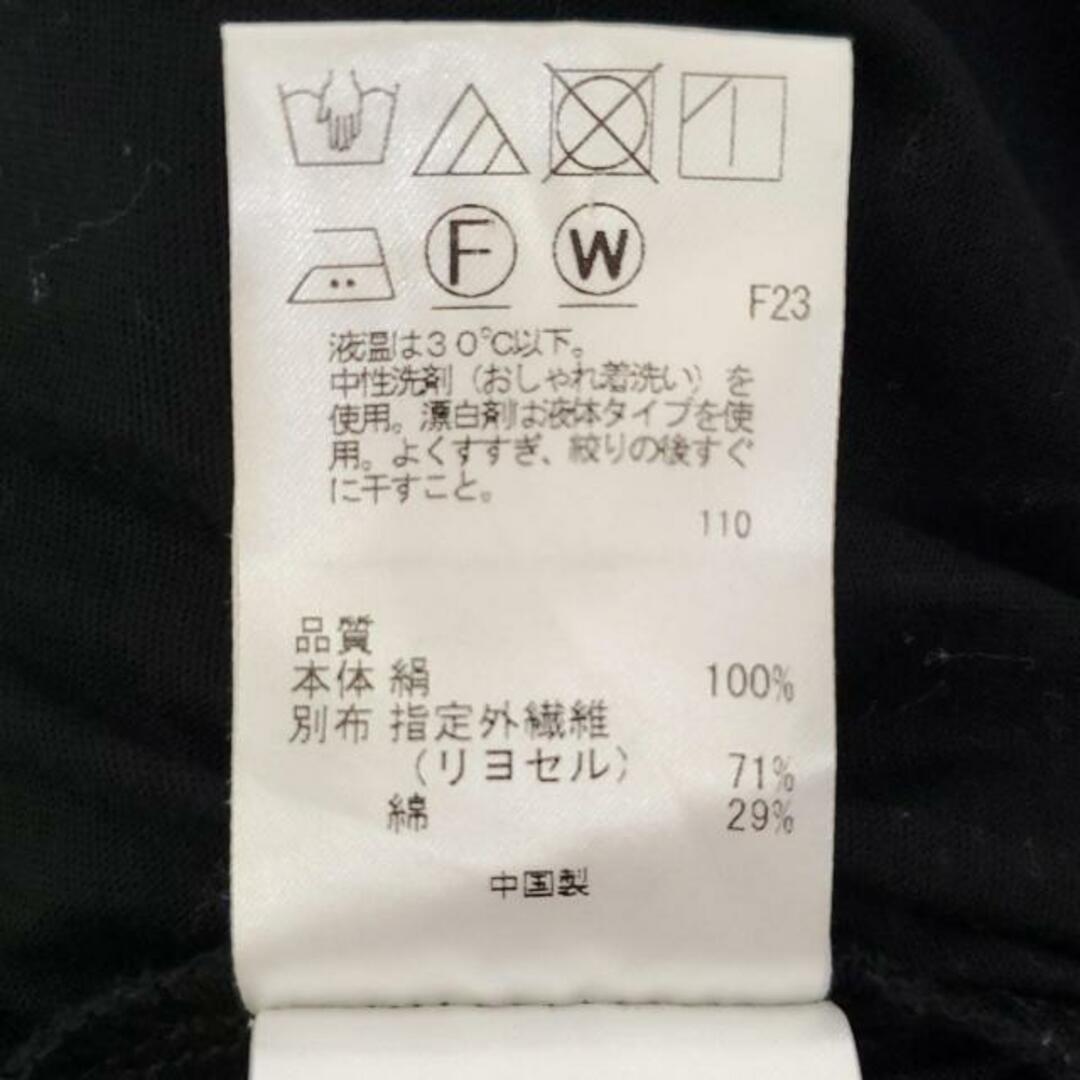 F W
F23
液温は30℃以下。
中性洗剤（おしゃれ着洗い）を
使用。漂白剤は液体タイプを使
用。よくすすぎ、絞りの後すぐ
に干すこと。
110
品質
本体 絹 100%
別布 指定外繊維
（リヨセル） 71%
綿 29%
中国製